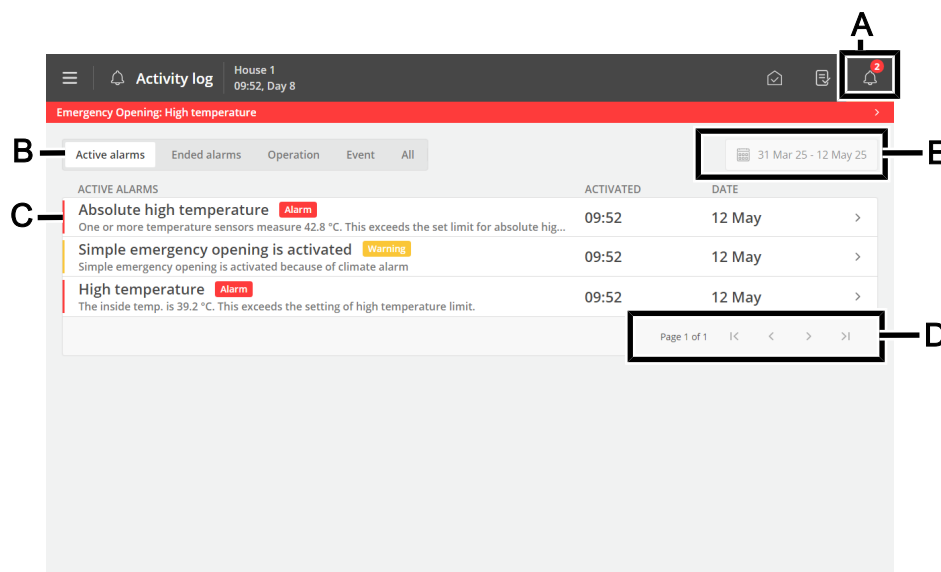 A
Activity log
House 1
09:52, Day 8
2
Emergency Opening: High temperature
B
Active alarms Ended alarms Operation Event All
31 Mar 25 - 12 May 25
E
ACTIVE ALARMS ACTIVATED DATE
C
Absolute high temperature Alarm 09:52 12 May
One or more temperature sensors measure 42.8 °C. This exceeds the set limit for absolute hig...
Simple emergency opening is activated Warning 09:52 12 May
Simple emergency opening is activated because of climate alarm
High temperature Alarm 09:52 12 May
The inside temp. is 39.2 °C. This exceeds the setting of high temperature limit.
Page 1 of 1
D